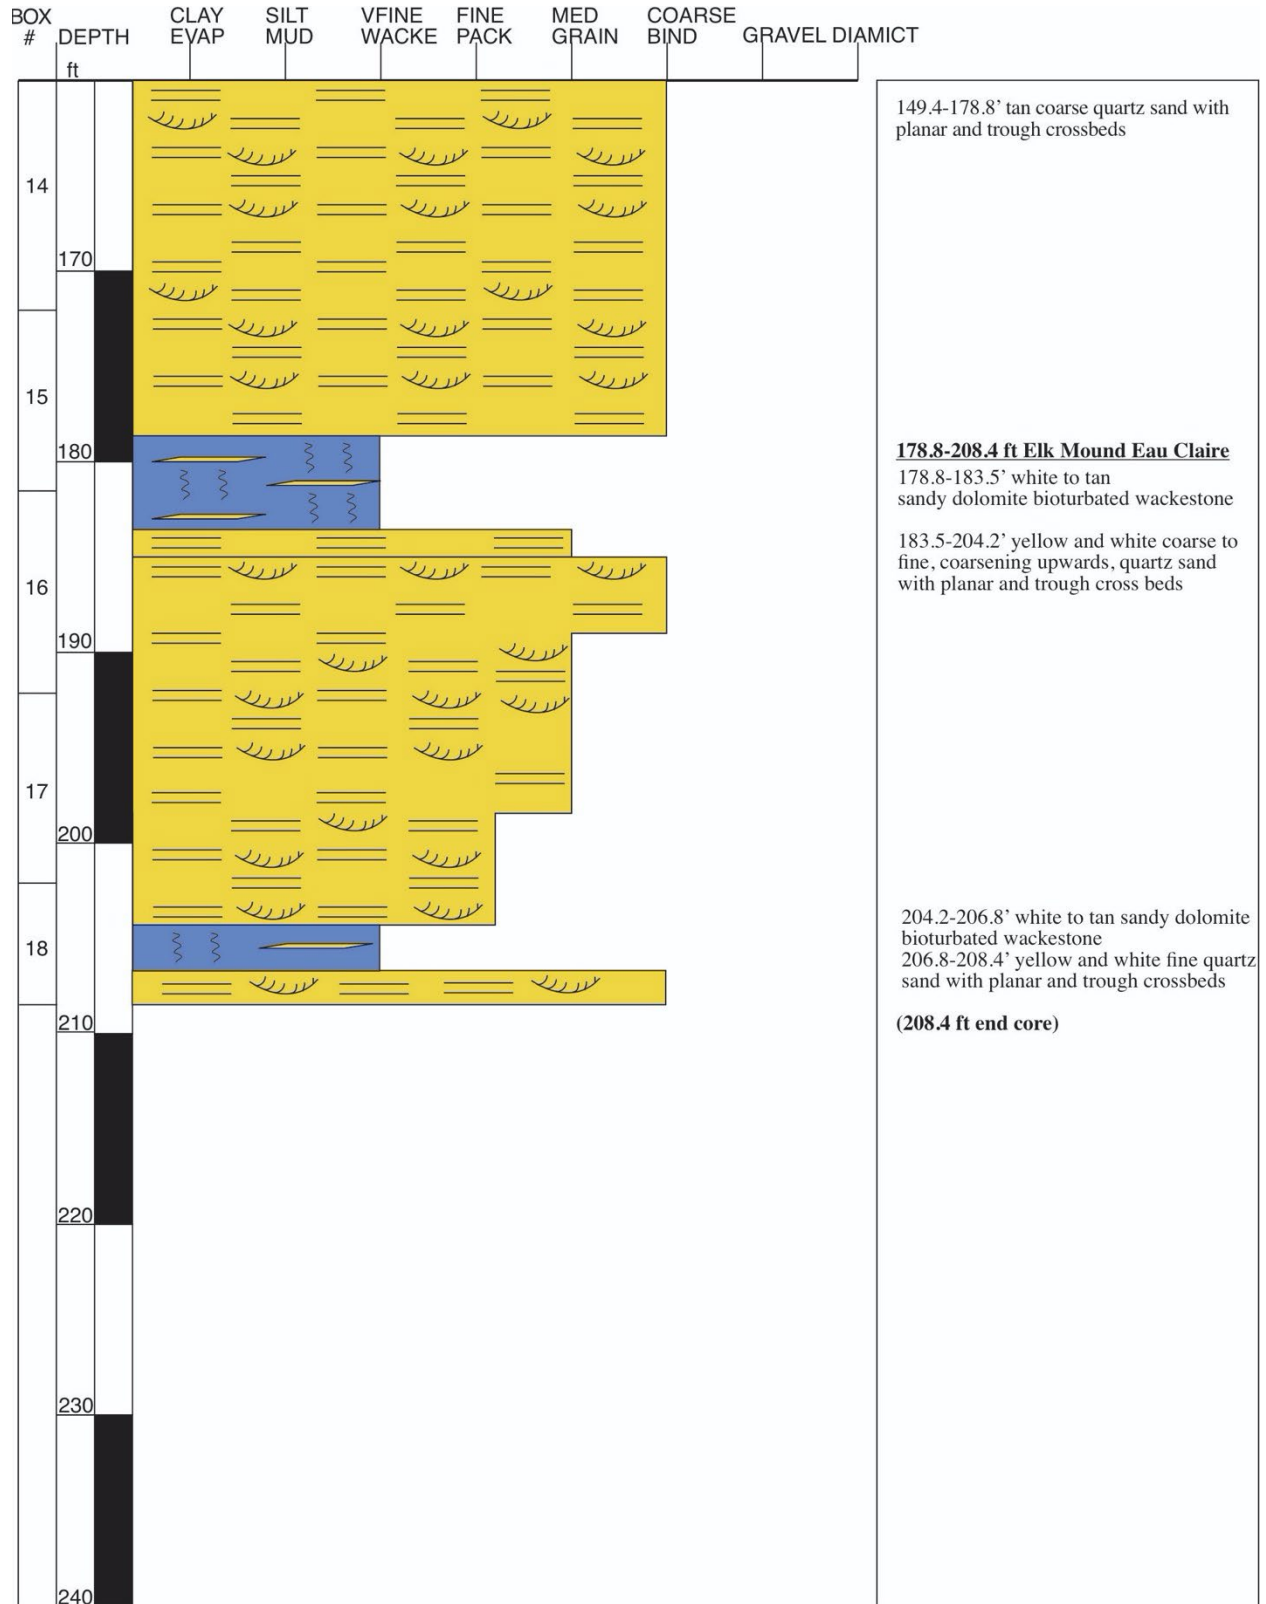 BOX # DEPTH CLAY EVAP SILT MUD VFINE WACKE FINE PACK MED GRAIN COARSE BIND GRAVEL DIAMICT
ft
149.4-178.8’ tan coarse quartz sand with
planar and trough crossbeds
14
170
15
180
178.8-208.4 ft Elk Mound Eau Claire
178.8-183.5’ white to tan
sandy dolomite bioturbated wackestone
183.5-204.2’ yellow and white coarse to
fine, coarsening upwards, quartz sand
with planar and trough cross beds
16
190
17
200
204.2-206.8’ white to tan sandy dolomite
bioturbated wackestone
206.8-208.4’ yellow and white fine quartz
sand with planar and trough crossbeds
18
210
(208.4 ft end core)
220
230
240